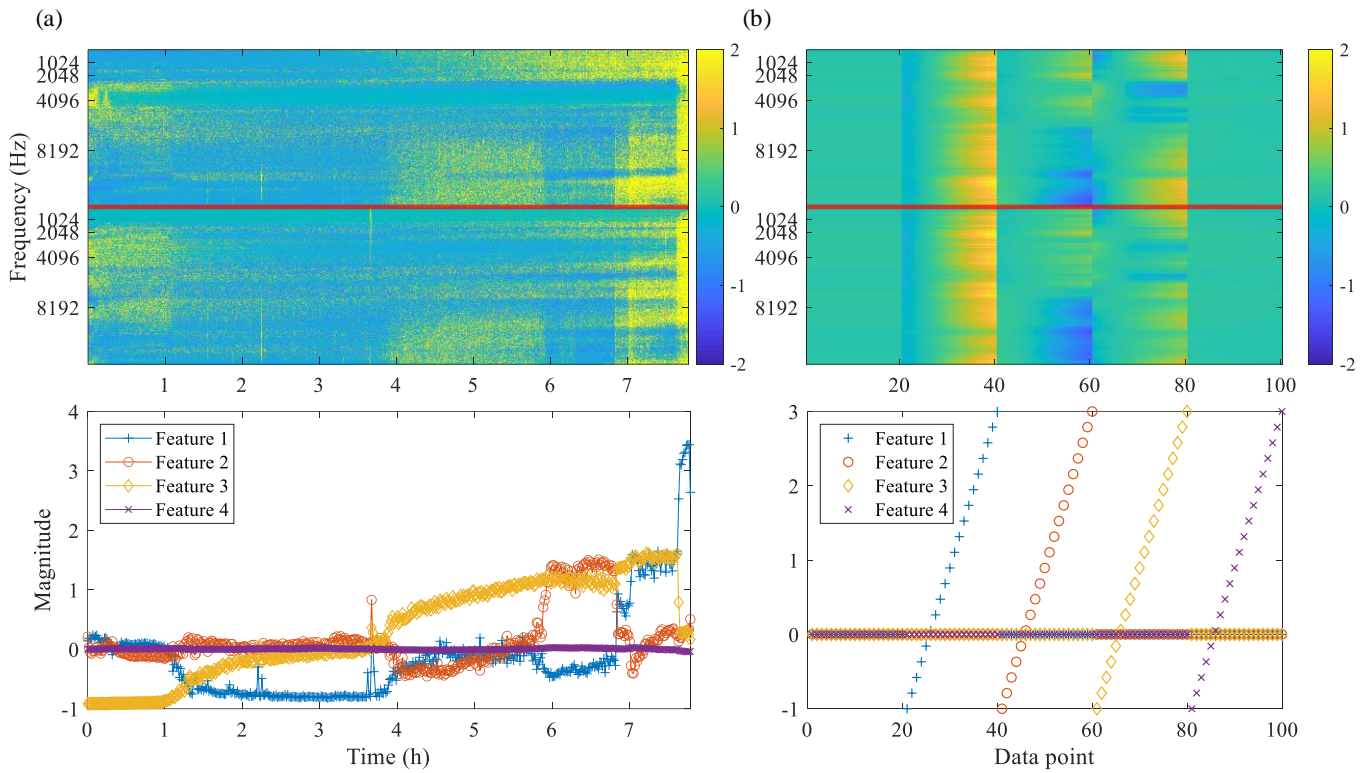 (a)
(b)
Frequency (Hz)
1024
2048
4096
8192
1024
2048
4096
8192
1 2 3 4 5 6 7
2
1
0
-1
-2
1024
2048
4096
8192
1024
2048
4096
8192
20 40 60 80 100
2
1
0
-1
-2
Magnitude
4
3
2
1
0
-1
Feature 1
Feature 2
Feature 3
Feature 4
0 1 2 3 4 5 6 7
Time (h)
3
2
1
0
-1
Feature 1
Feature 2
Feature 3
Feature 4
0 20 40 60 80 100
Data point